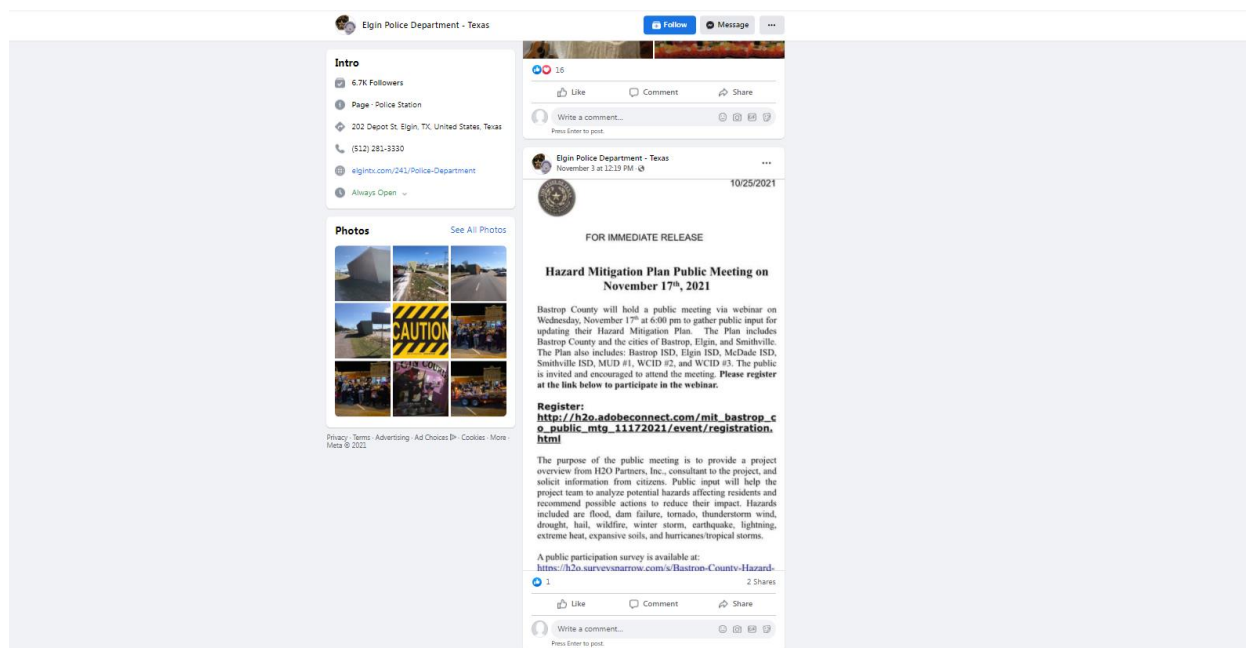 Elgin Police Department - Texas
Follow
Message
Intro
6.7K Followers
Page · Police Station
202 Depot St, Elgin, TX, United States, Texas
(512) 281-3330
elgintx.com/241/Police-Department
Always Open
Photos
See All Photos
CAUTION
Privacy · Terms · Advertising · Ad Choices · Cookies · More ·
Meta © 2021
16
Like
Comment
Share
Write a comment...
Press Enter to post.
Elgin Police Department - Texas
November 3 at 12:19 PM ·
10/25/2021
FOR IMMEDIATE RELEASE
Hazard Mitigation Plan Public Meeting on
November 17th, 2021
Bastrop County will hold a public meeting via webinar on
Wednesday, November 17th at 6:00 pm to gather public input for
updating their Hazard Mitigation Plan. The Plan includes
Bastrop County and the cities of Bastrop, Elgin, and Smithville.
The Plan also includes: Bastrop ISD, Elgin ISD, McDade ISD,
Smithville ISD, MUD #1, WCID #2, and WCID #3. The public
is invited and encouraged to attend the meeting. Please register
at the link below to participate in the webinar.
Register:
http://h2o.adobeconnect.com/mit_bastrop_c
o_public_mtg_11172021/event/registration.
html
The purpose of the public meeting is to provide a project
overview from H2O Partners, Inc., consultant to the project, and
solicit information from citizens. Public input will help the
project team to analyze potential hazards affecting residents and
recommend possible actions to reduce their impact. Hazards
included are flood, dam failure, tornado, thunderstorm wind,
drought, hail, wildfire, winter storm, earthquake, lightning,
extreme heat, expansive soils, and hurricanes/tropical storms.
A public participation survey is available at:
https://h2o.surveysparrow.com/s/Bastrop-County-Hazard-
1
2 Shares
Like
Comment
Share
Write a comment...
Press Enter to post.